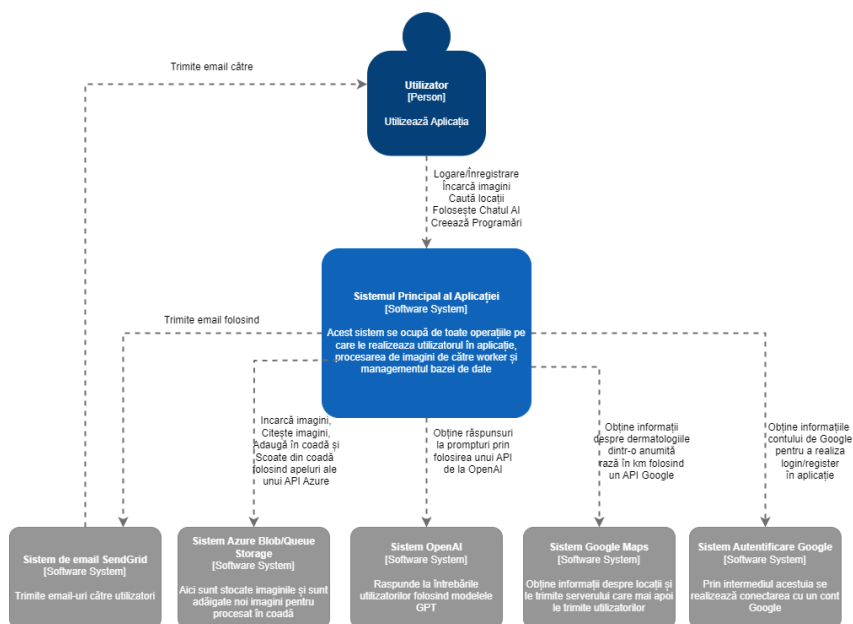 Trimite email către
Utilizator
[Person]
Utilizează Aplicația
Logare/Înregistrare
Încarcă imagini
Caută locații
Folosește Chatul AI
Creează Programări
Sistemul Principal al Aplicației
[Software System]
Acest sistem se ocupă de toate operațiile pe
care le realizeaza utilizatorul în aplicație,
procesarea de imagini de către worker și
managementul bazei de date
Trimite email folosind
Incarcă imagini,
Citește imagini,
Adaugă în coadă și
Scoate din coadă
folosind apeluri ale
unui API Azure
Obține răspunsuri
la prompturi prin
folosirea unui API
de la OpenAI
Obține informații
despre dermatologiile
dintr-o anumită
rază în km folosind
un API Google
Obține informațiile
contului de Google
pentru a realiza
login/register
în aplicație
Sistem de email SendGrid
[Software System]
Trimite email-uri către utilizatori
Sistem Azure Blob/Queue
Storage
[Software System]
Aici sunt stocate imaginile și sunt
adăigate noi imagini pentru
procesat în coadă
Sistem OpenAI
[Software System]
Raspunde la întrebările
utilizatorilor folosind modelele
GPT
Sistem Google Maps
[Software System]
Obține informații despre locații și
le trimite serverului care mai apoi
le trimite utilizatorilor
Sistem Autentificare Google
[Software System]
Prin intermediul acestuia se
realizează conectarea cu un cont
Google